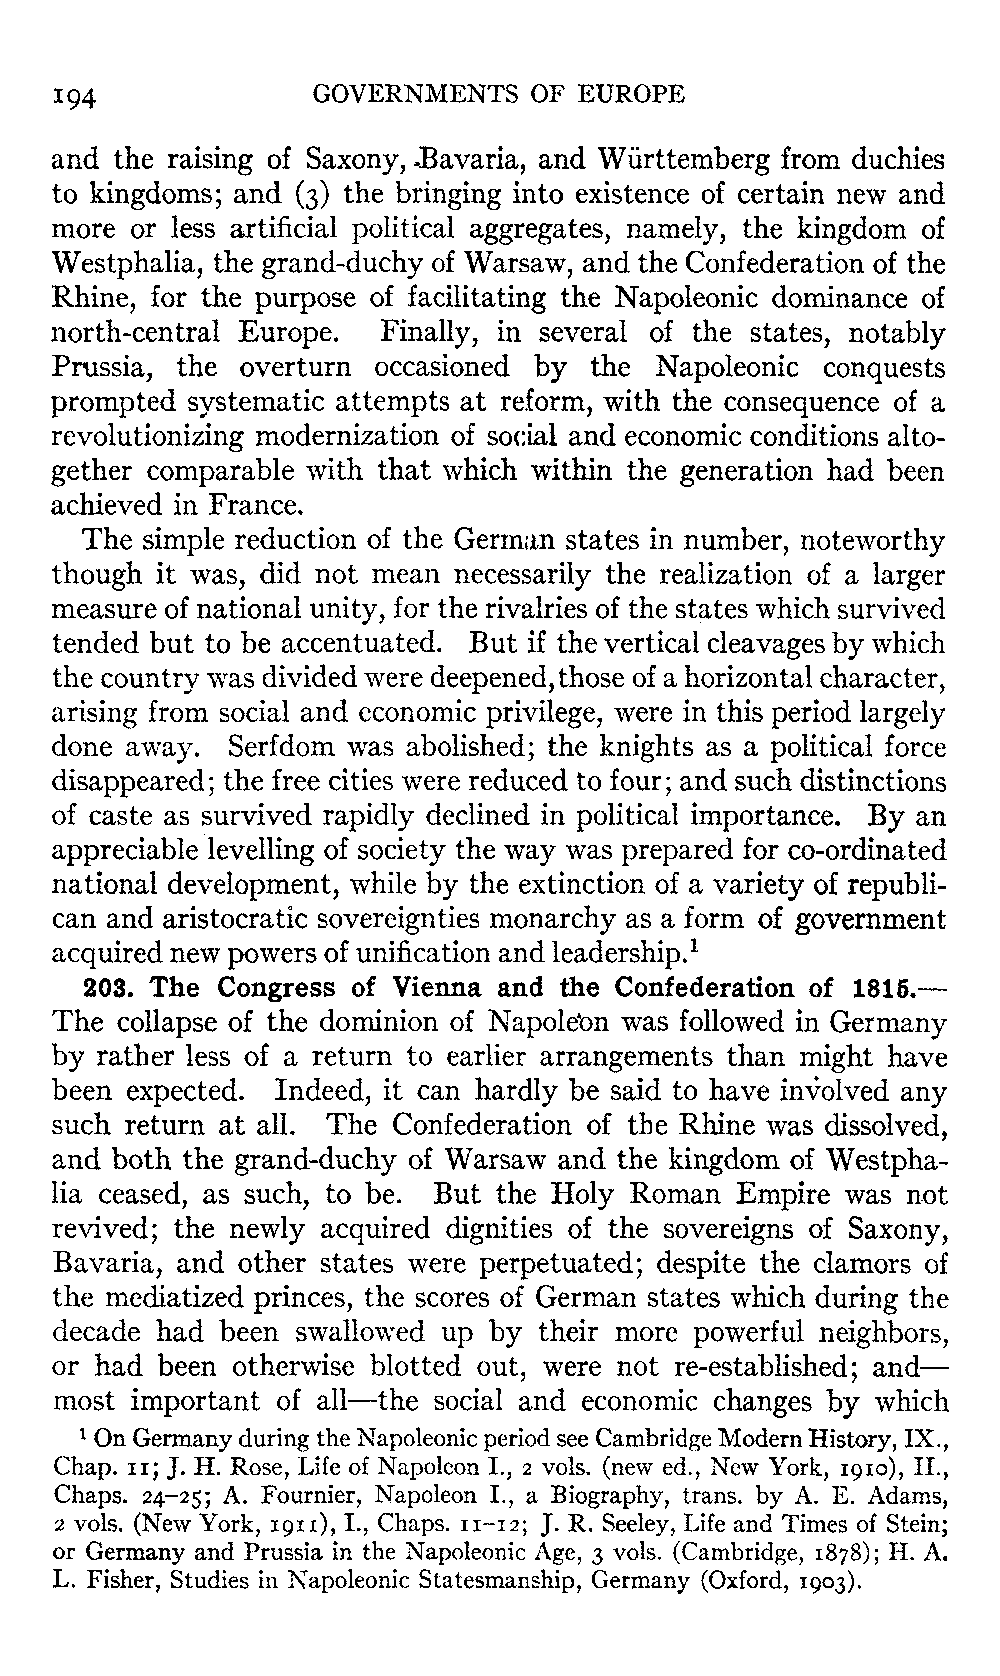 194 GOVERNMENTS OF EUROPE
and the raising of Saxony, Bavaria, and Württemberg from duchies
to kingdoms; and (3) the bringing into existence of certain new and
more or less artificial political aggregates, namely, the kingdom of
Westphalia, the grand-duchy of Warsaw, and the Confederation of the
Rhine, for the purpose of facilitating the Napoleonic dominance of
north-central Europe. Finally, in several of the states, notably
Prussia, the overturn occasioned by the Napoleonic conquests
prompted systematic attempts at reform, with the consequence of a
revolutionizing modernization of social and economic conditions alto-
gether comparable with that which within the generation had been
achieved in France.
The simple reduction of the German states in number, noteworthy
though it was, did not mean necessarily the realization of a larger
measure of national unity, for the rivalries of the states which survived
tended but to be accentuated. But if the vertical cleavages by which
the country was divided were deepened, those of a horizontal character,
arising from social and economic privilege, were in this period largely
done away. Serfdom was abolished; the knights as a political force
disappeared; the free cities were reduced to four; and such distinctions
of caste as survived rapidly declined in political importance. By an
appreciable levelling of society the way was prepared for co-ordinated
national development, while by the extinction of a variety of republi-
can and aristocratic sovereignties monarchy as a form of government
acquired new powers of unification and leadership.¹
203. The Congress of Vienna and the Confederation of 1815.—
The collapse of the dominion of Napoleon was followed in Germany
by rather less of a return to earlier arrangements than might have
been expected. Indeed, it can hardly be said to have involved any
such return at all. The Confederation of the Rhine was dissolved,
and both the grand-duchy of Warsaw and the kingdom of Westpha-
lia ceased, as such, to be. But the Holy Roman Empire was not
revived; the newly acquired dignities of the sovereigns of Saxony,
Bavaria, and other states were perpetuated; despite the clamors of
the mediatized princes, the scores of German states which during the
decade had been swallowed up by their more powerful neighbors,
or had been otherwise blotted out, were not re-established; and—
most important of all—the social and economic changes by which
¹ On Germany during the Napoleonic period see Cambridge Modern History, IX.,
Chap. 11; J. H. Rose, Life of Napoleon I., 2 vols. (new ed., New York, 1910), II.,
Chaps. 24-25; A. Fournier, Napoleon I., a Biography, trans. by A. E. Adams,
2 vols. (New York, 1911), I., Chaps. 11-12; J. R. Seeley, Life and Times of Stein;
or Germany and Prussia in the Napoleonic Age, 3 vols. (Cambridge, 1878); H. A.
L. Fisher, Studies in Napoleonic Statesmanship, Germany (Oxford, 1903).